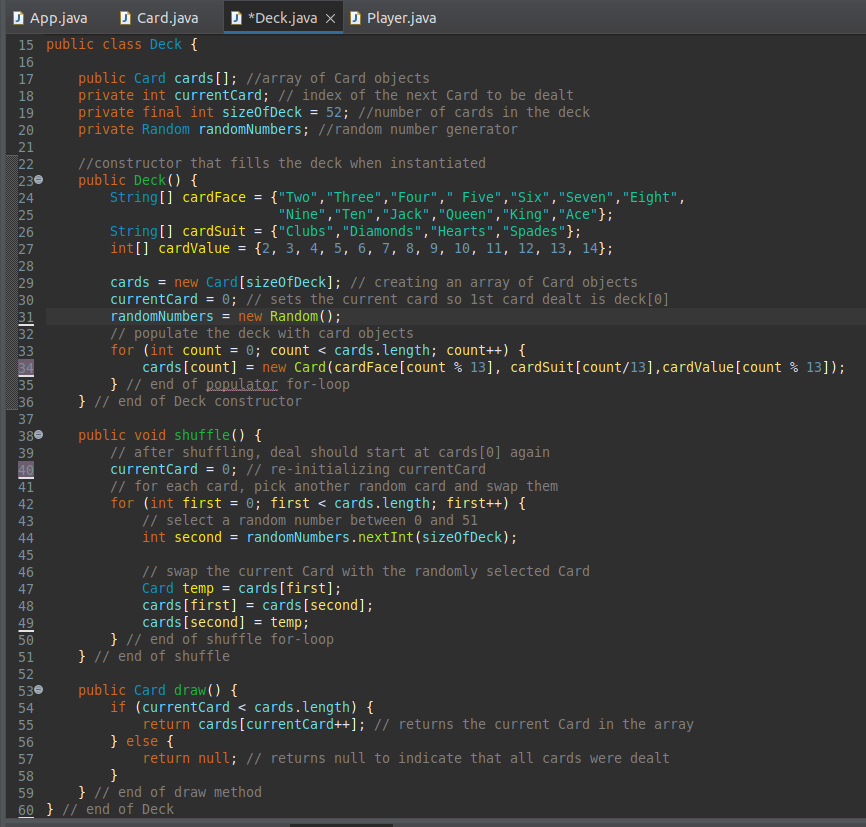 App.java Card.java *Deck.java Player.java
15 public class Deck {
16
17 public Card cards[]; //array of Card objects
18 private int currentCard; // index of the next Card to be dealt
19 private final int sizeOfDeck = 52; //number of cards in the deck
20 private Random randomNumbers; //random number generator
21
22 //constructor that fills the deck when instantiated
23 public Deck() {
24 String[] cardFace = {"Two","Three","Four"," Five","Six","Seven","Eight",
25 "Nine","Ten","Jack","Queen","King","Ace"};
26 String[] cardSuit = {"Clubs","Diamonds","Hearts","Spades"};
27 int[] cardValue = {2, 3, 4, 5, 6, 7, 8, 9, 10, 11, 12, 13, 14};
28
29 cards = new Card[sizeOfDeck]; // creating an array of Card objects
30 currentCard = 0; // sets the current card so 1st card dealt is deck[0]
31 randomNumbers = new Random();
32 // populate the deck with card objects
33 for (int count = 0; count < cards.length; count++) {
34 cards[count] = new Card(cardFace[count % 13], cardSuit[count/13],cardValue[count % 13]);
35 } // end of populator for-loop
36 } // end of Deck constructor
37
38 public void shuffle() {
39 // after shuffling, deal should start at cards[0] again
40 currentCard = 0; // re-initializing currentCard
41 // for each card, pick another random card and swap them
42 for (int first = 0; first < cards.length; first++) {
43 // select a random number between 0 and 51
44 int second = randomNumbers.nextInt(sizeOfDeck);
45
46 // swap the current Card with the randomly selected Card
47 Card temp = cards[first];
48 cards[first] = cards[second];
49 cards[second] = temp;
50 } // end of shuffle for-loop
51 } // end of shuffle
52
53 public Card draw() {
54 if (currentCard < cards.length) {
55 return cards[currentCard++]; // returns the current Card in the array
56 } else {
57 return null; // returns null to indicate that all cards were dealt
58 }
59 } // end of draw method
60 } // end of Deck